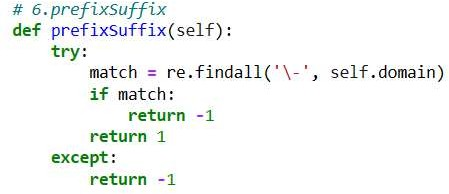 # 6.prefixSuffix
def prefixSuffix(self):
    try:
        match = re.findall('\-', self.domain)
        if match:
            return -1
        return 1
    except:
        return -1